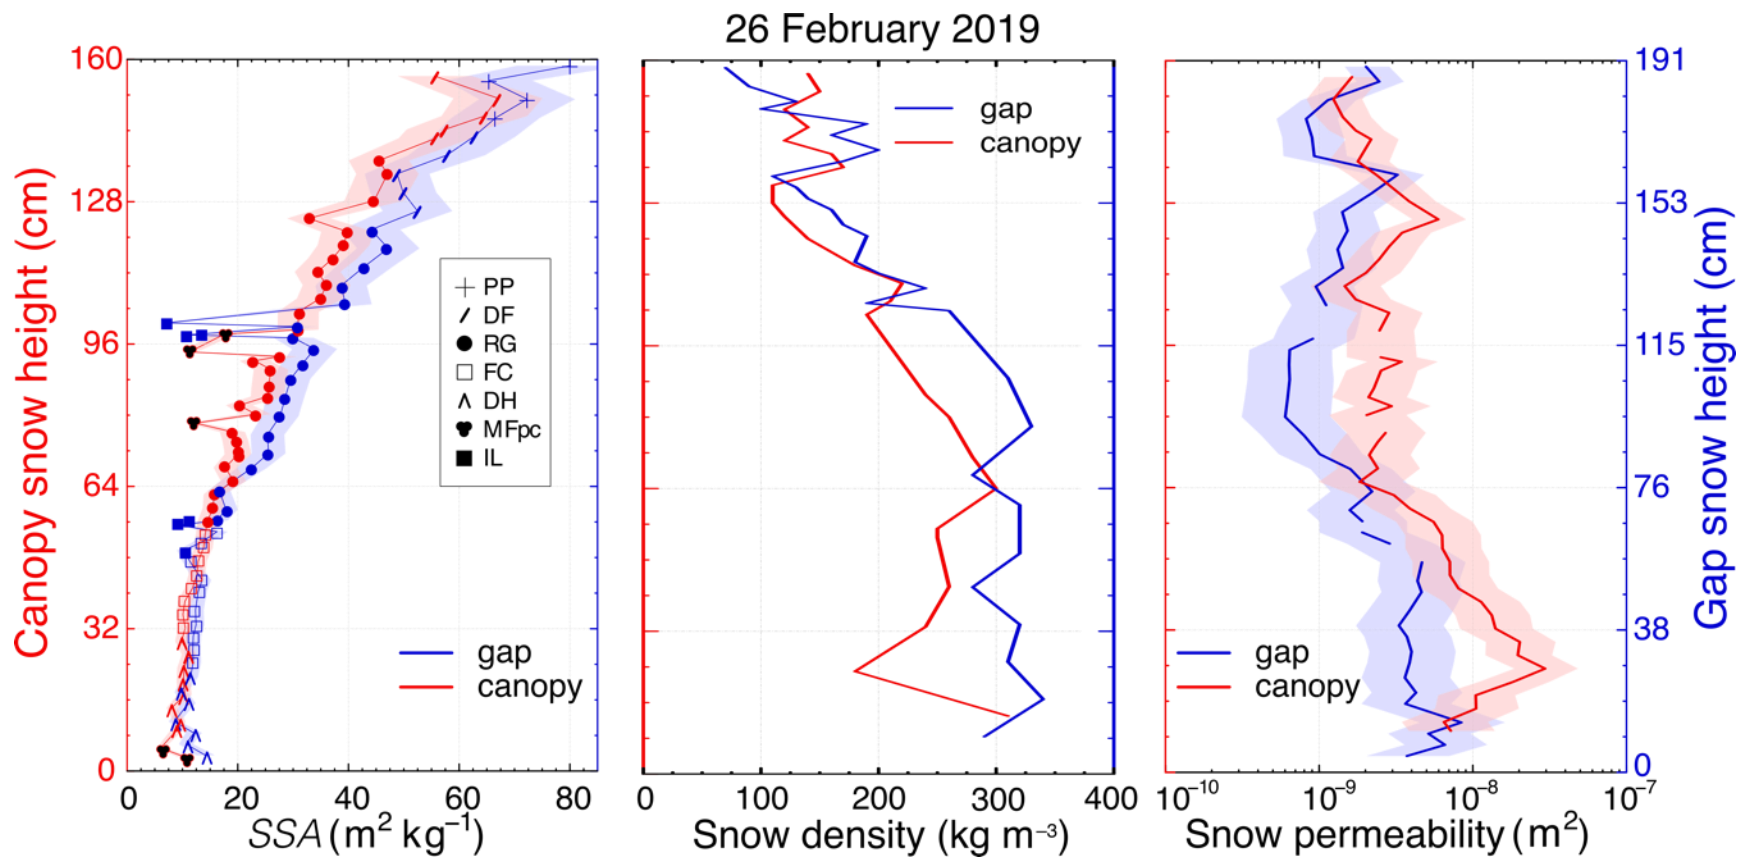 26 February 2019
Canopy snow height (cm)
160
128
96
64
32
0
PP
DF
RG
FC
DH
MFpc
IL
gap
canopy
0 20 40 60 80
SSA (m² kg⁻¹)
gap
canopy
0 100 200 300 400
Snow density (kg m⁻³)
gap
canopy
10⁻¹⁰ 10⁻⁹ 10⁻⁸ 10⁻⁷
Snow permeability (m²)
191
153
115
76
38
0
Gap snow height (cm)